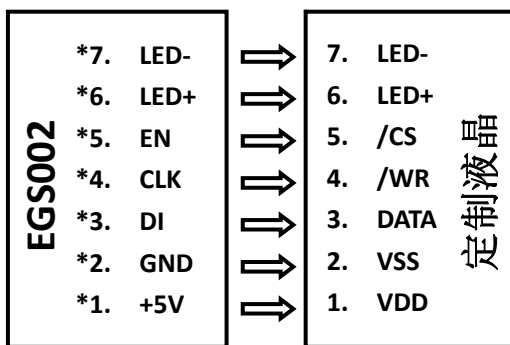 EGS002
*7. LED-
*6. LED+
*5. EN
*4. CLK
*3. DI
*2. GND
*1. +5V
7. LED-
6. LED+
5. /CS
4. /WR
3. DATA
2. VSS
1. VDD
定制液晶